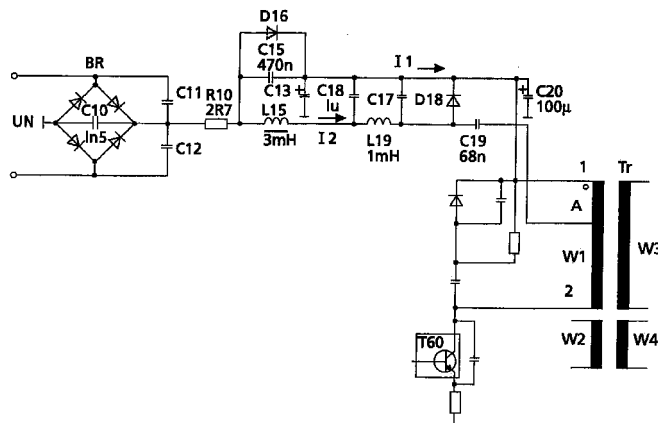 D16
C15
470n
BR
C11
R10
2R7
C13
+
C18
Iu
I1
C17
D18
+
C20
100μ
UN
C10
In5
L15
3mH
I2
L19
1mH
C19
68n
C12
1
Tr
A
W1
W3
2
T60
W2
W4